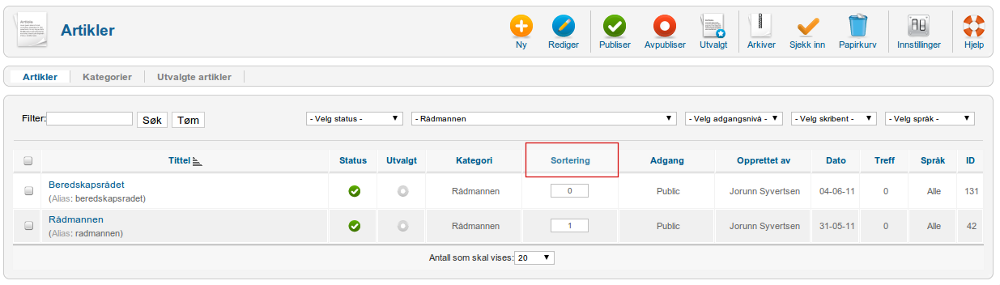 Artikler
Ny Rediger Publiser Avpubliser Utvalgt Arkiver Sjekk inn Papirkurv Innstillinger Hjelp
Artikler Kategorier Utvalgte artikler
Filter: Søk Tøm - Velg status - - Rådmannen - Velg adgangsnivå - - Velg skribent - - Velg språk -
Tittel Status Utvalgt Kategori Sortering Adgang Opprettet av Dato Treff Språk ID
Beredskapsrådet
(Alias: beredskapsradet) Rådmannen 0 Public Jorunn Syvertsen 04-06-11 0 Alle 131
Rådmannen
(Alias: radmannen) Rådmannen 1 Public Jorunn Syvertsen 31-05-11 0 Alle 42
Antall som skal vises: 20